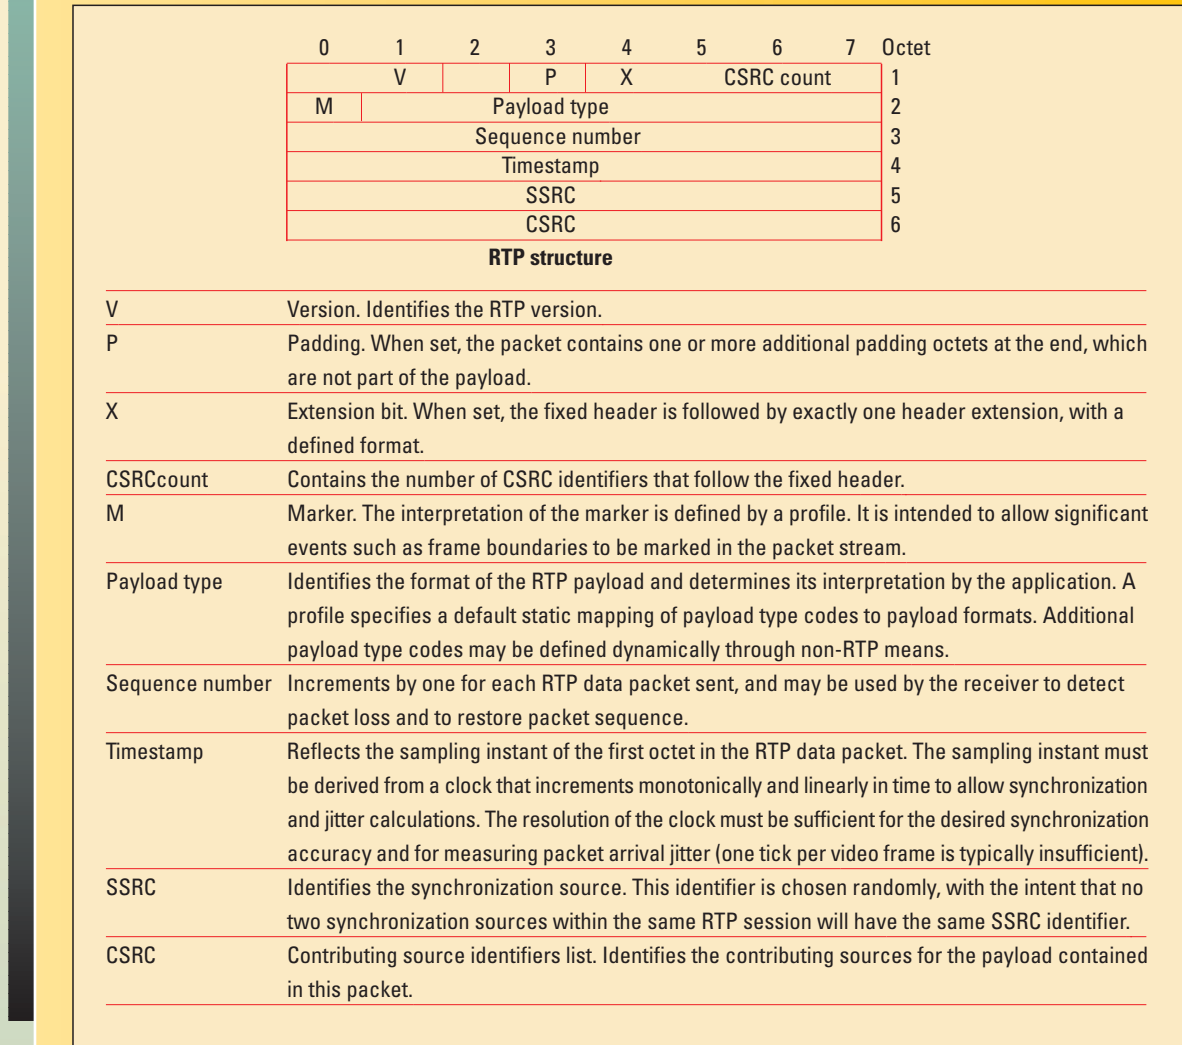 0 1 2 3 4 5 6 7 Octet
V P X CSRC count 1
M Payload type 2
Sequence number 3
Timestamp 4
SSRC 5
CSRC 6
RTP structure
V Version. Identifies the RTP version.
P Padding. When set, the packet contains one or more additional padding octets at the end, which
are not part of the payload.
X Extension bit. When set, the fixed header is followed by exactly one header extension, with a
defined format.
CSRCcount Contains the number of CSRC identifiers that follow the fixed header.
M Marker. The interpretation of the marker is defined by a profile. It is intended to allow significant
events such as frame boundaries to be marked in the packet stream.
Payload type Identifies the format of the RTP payload and determines its interpretation by the application. A
profile specifies a default static mapping of payload type codes to payload formats. Additional
payload type codes may be defined dynamically through non-RTP means.
Sequence number Increments by one for each RTP data packet sent, and may be used by the receiver to detect
packet loss and to restore packet sequence.
Timestamp Reflects the sampling instant of the first octet in the RTP data packet. The sampling instant must
be derived from a clock that increments monotonically and linearly in time to allow synchronization
and jitter calculations. The resolution of the clock must be sufficient for the desired synchronization
accuracy and for measuring packet arrival jitter (one tick per video frame is typically insufficient).
SSRC Identifies the synchronization source. This identifier is chosen randomly, with the intent that no
two synchronization sources within the same RTP session will have the same SSRC identifier.
CSRC Contributing source identifiers list. Identifies the contributing sources for the payload contained
in this packet.